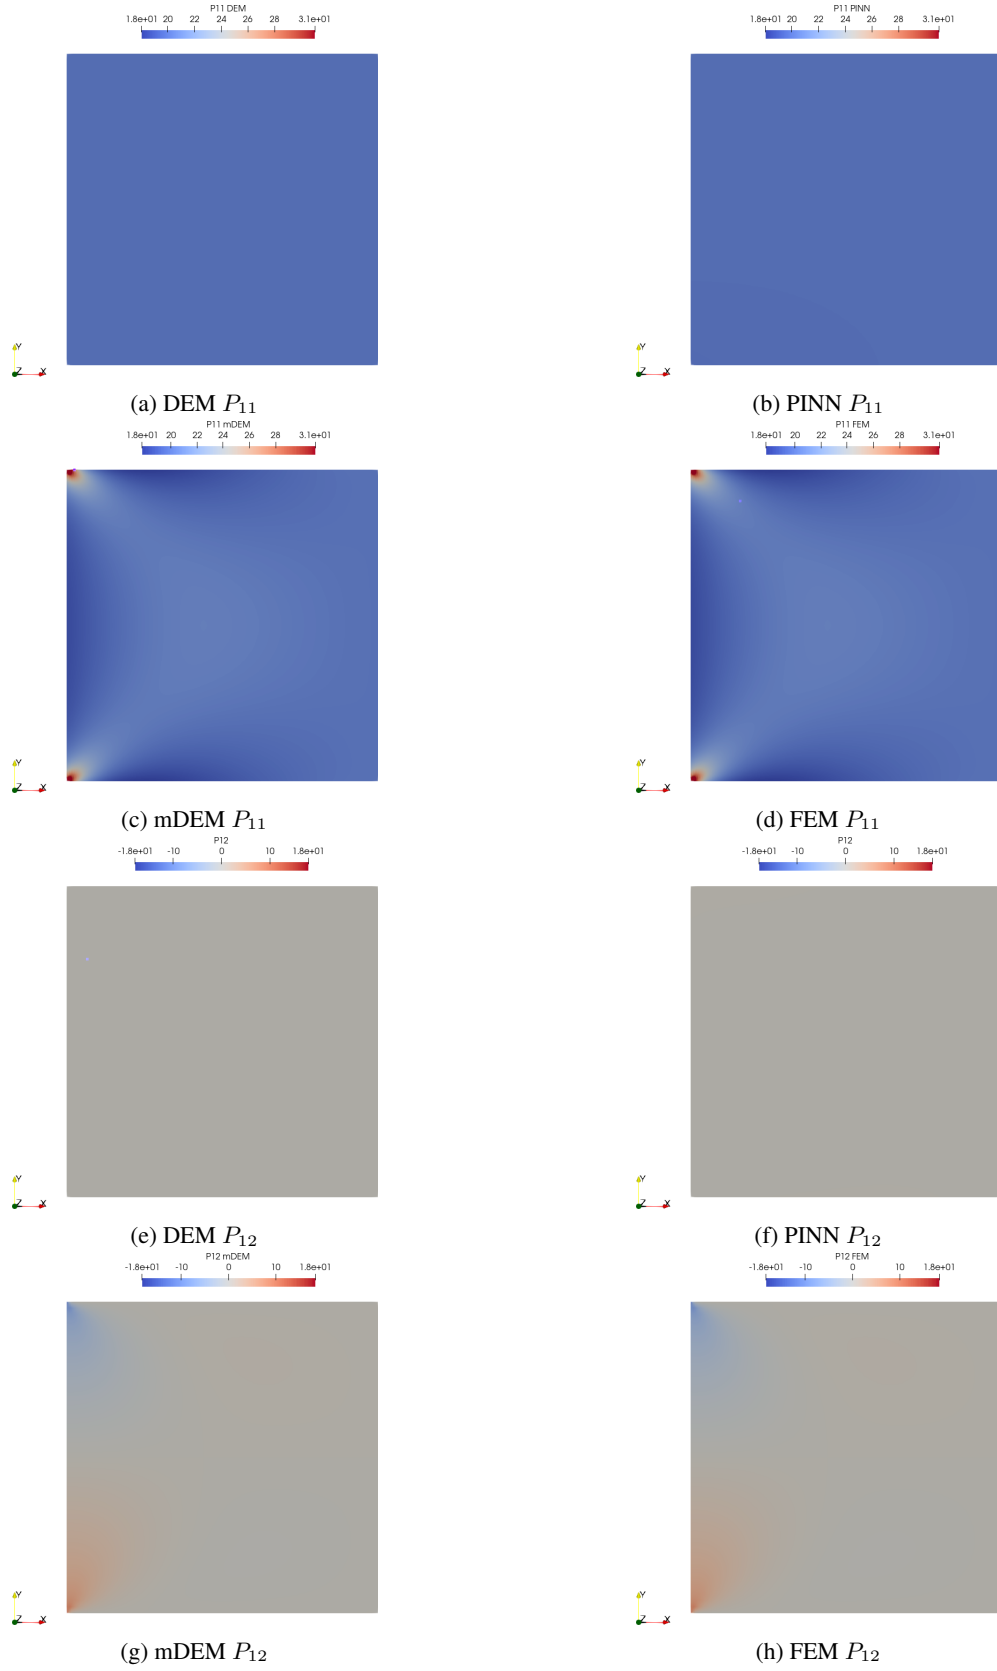 P11 DEM
1.8e+01 20 22 24 26 28 3.1e+01
P11 PINN
1.8e+01 20 22 24 26 28 3.1e+01
Y
Z X
Y
Z X
(a) DEM P11
(b) PINN P11
P11 mDEM
1.8e+01 20 22 24 26 28 3.1e+01
P11 FEM
1.8e+01 20 22 24 26 28 3.1e+01
Y
Z X
Y
Z X
(c) mDEM P11
(d) FEM P11
P12
-1.8e+01 -10 0 10 1.8e+01
P12
-1.8e+01 -10 0 10 1.8e+01
Y
Z X
Y
Z X
(e) DEM P12
(f) PINN P12
P12 mDEM
-1.8e+01 -10 0 10 1.8e+01
P12 FEM
-1.8e+01 -10 0 10 1.8e+01
Y
Z X
Y
Z X
(g) mDEM P12
(h) FEM P12